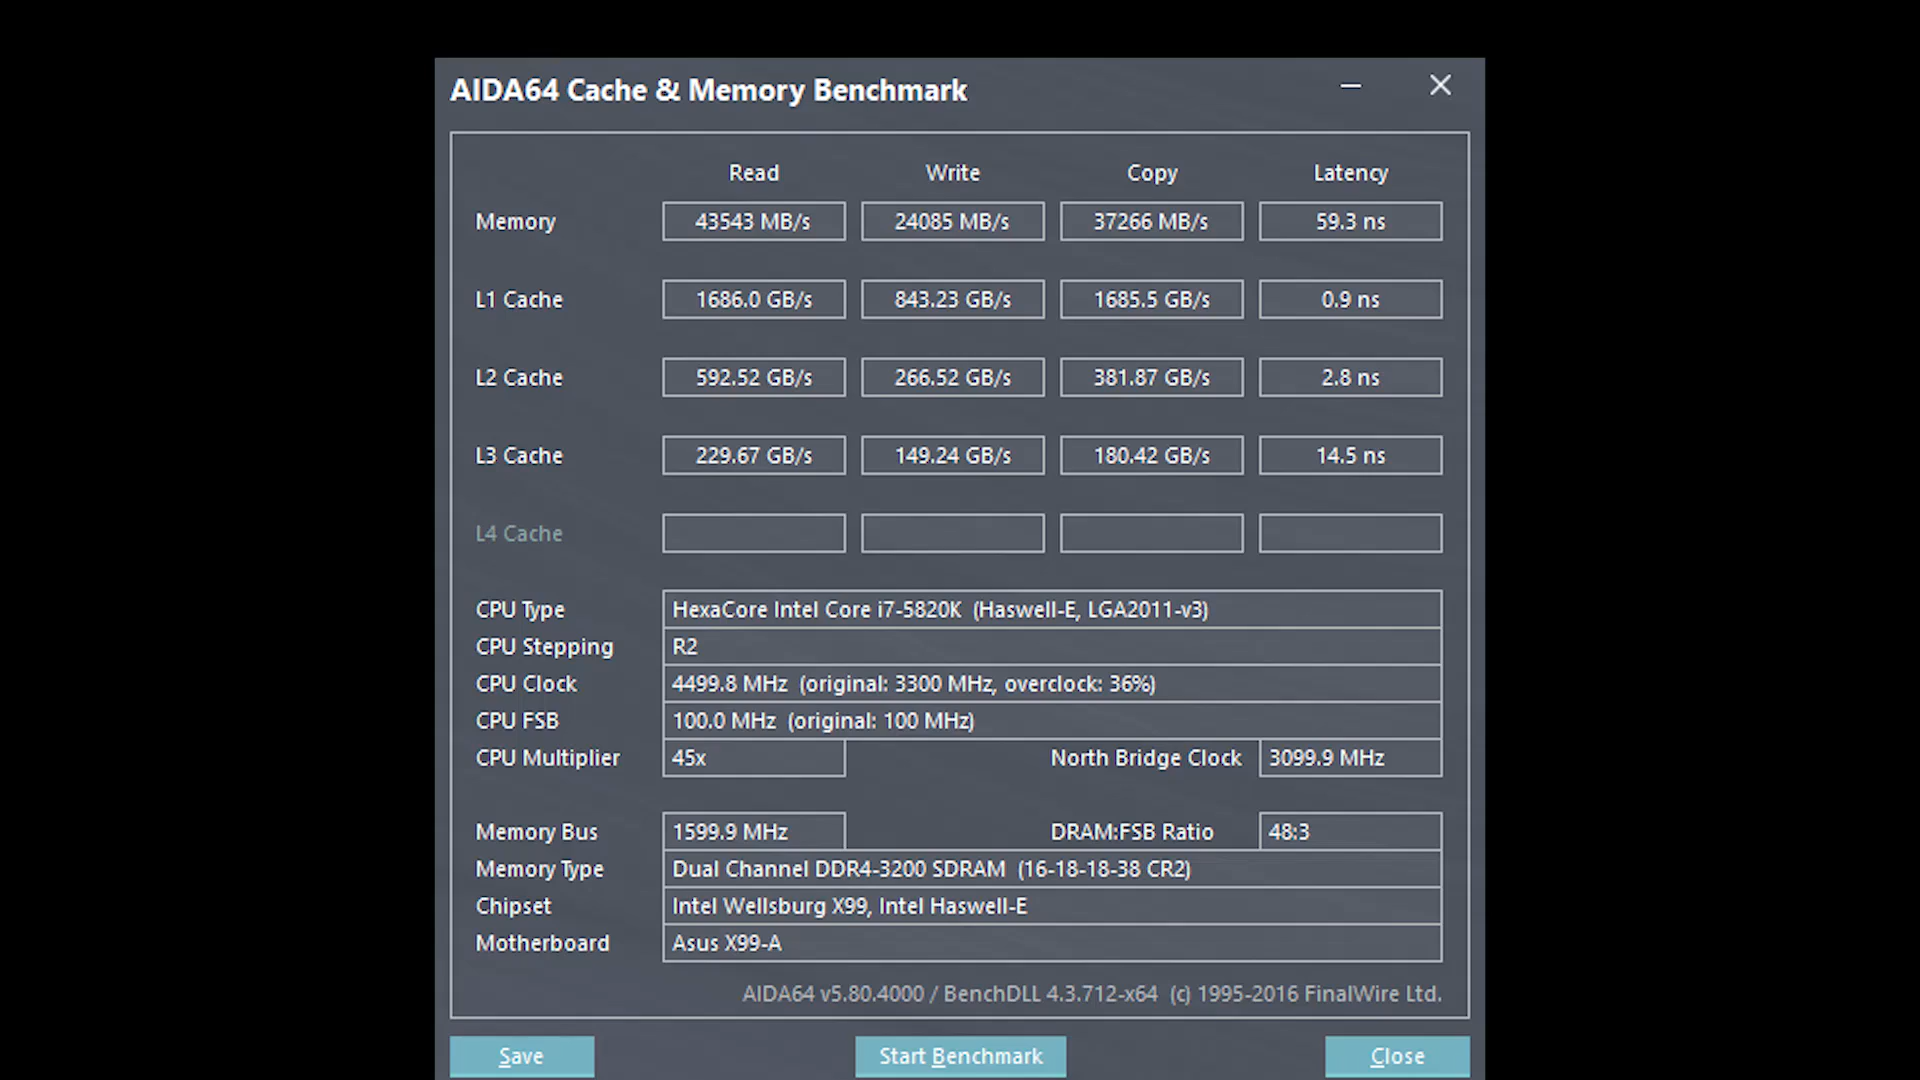 AIDA64 Cache & Memory Benchmark
Read Write Copy Latency
Memory 43543 MB/s 24085 MB/s 37266 MB/s 59.3 ns
L1 Cache 1686.0 GB/s 843.23 GB/s 1685.5 GB/s 0.9 ns
L2 Cache 592.52 GB/s 266.52 GB/s 381.87 GB/s 2.8 ns
L3 Cache 229.67 GB/s 149.24 GB/s 180.42 GB/s 14.5 ns
L4 Cache
CPU Type HexaCore Intel Core i7-5820K (Haswell-E, LGA2011-v3)
CPU Stepping R2
CPU Clock 4499.8 MHz (original: 3300 MHz, overclock: 36%)
CPU FSB 100.0 MHz (original: 100 MHz)
CPU Multiplier 45x North Bridge Clock 3099.9 MHz
Memory Bus 1599.9 MHz DRAM:FSB Ratio 48:3
Memory Type Dual Channel DDR4-3200 SDRAM (16-18-18-38 CR2)
Chipset Intel Wellsburg X99, Intel Haswell-E
Motherboard Asus X99-A
AIDA64 v5.80.4000 / BenchDLL 4.3.712-x64 (c) 1995-2016 FinalWire Ltd.
Save Start Benchmark Close